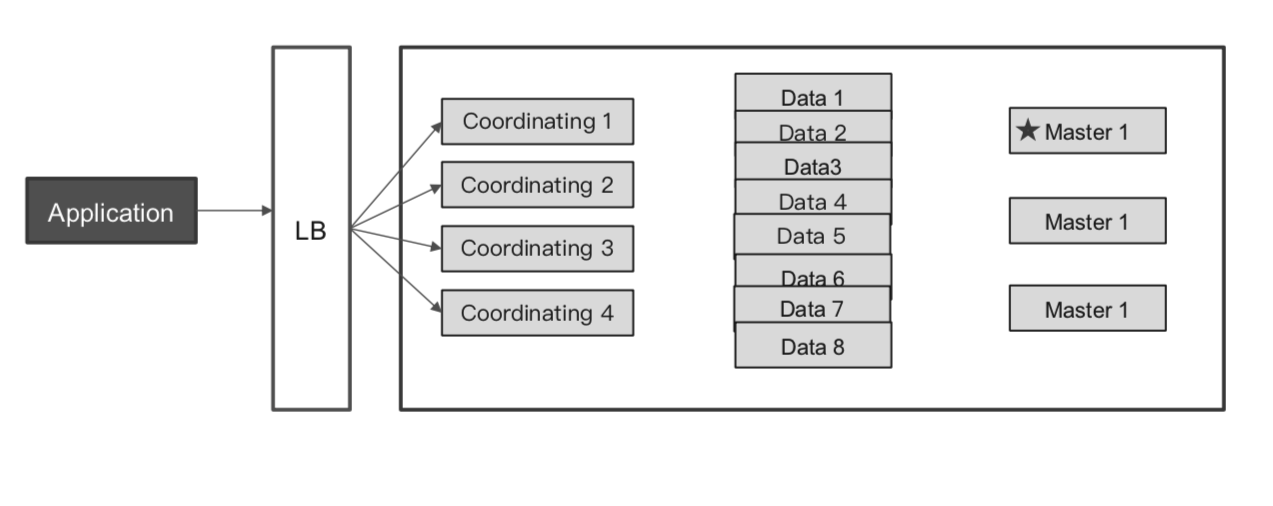 Application
LB
Coordinating 1
Coordinating 2
Coordinating 3
Coordinating 4
Data 1
Data 2
Data3
Data 4
Data 5
Data 6
Data 7
Data 8
★ Master 1
Master 1
Master 1